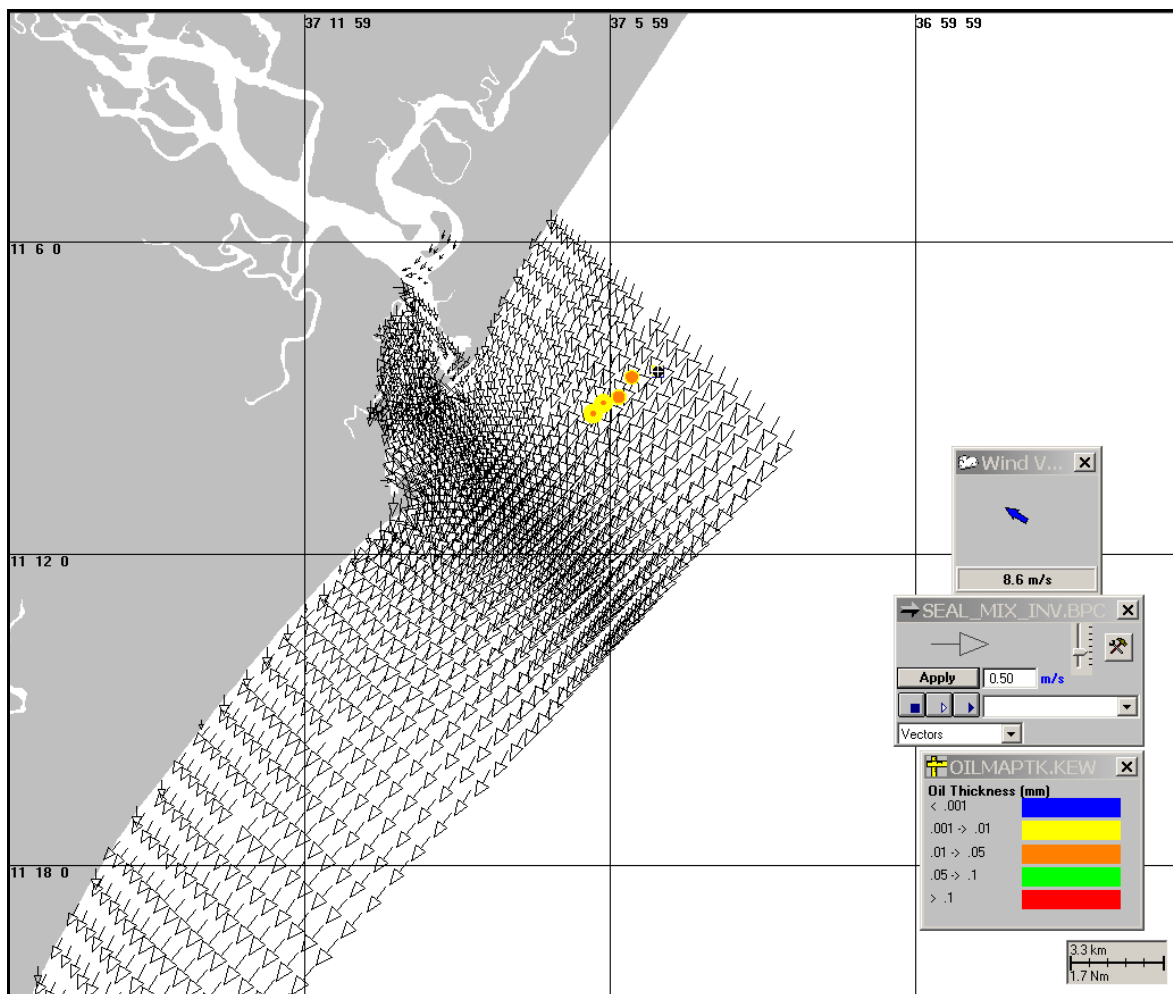 37 11 59
37 5 59
36 59 59
11 6 0
11 12 0
11 18 0
Wind V...
8.6 m/s
SEAL_MIX_INV.BPC
Apply
0.50
m/s
Vectors
OILMAPTK.KEW
Oil Thickness (mm)
< .001
.001 -> .01
.01 -> .05
.05 -> .1
> .1
3.3 km
1.7 Nm